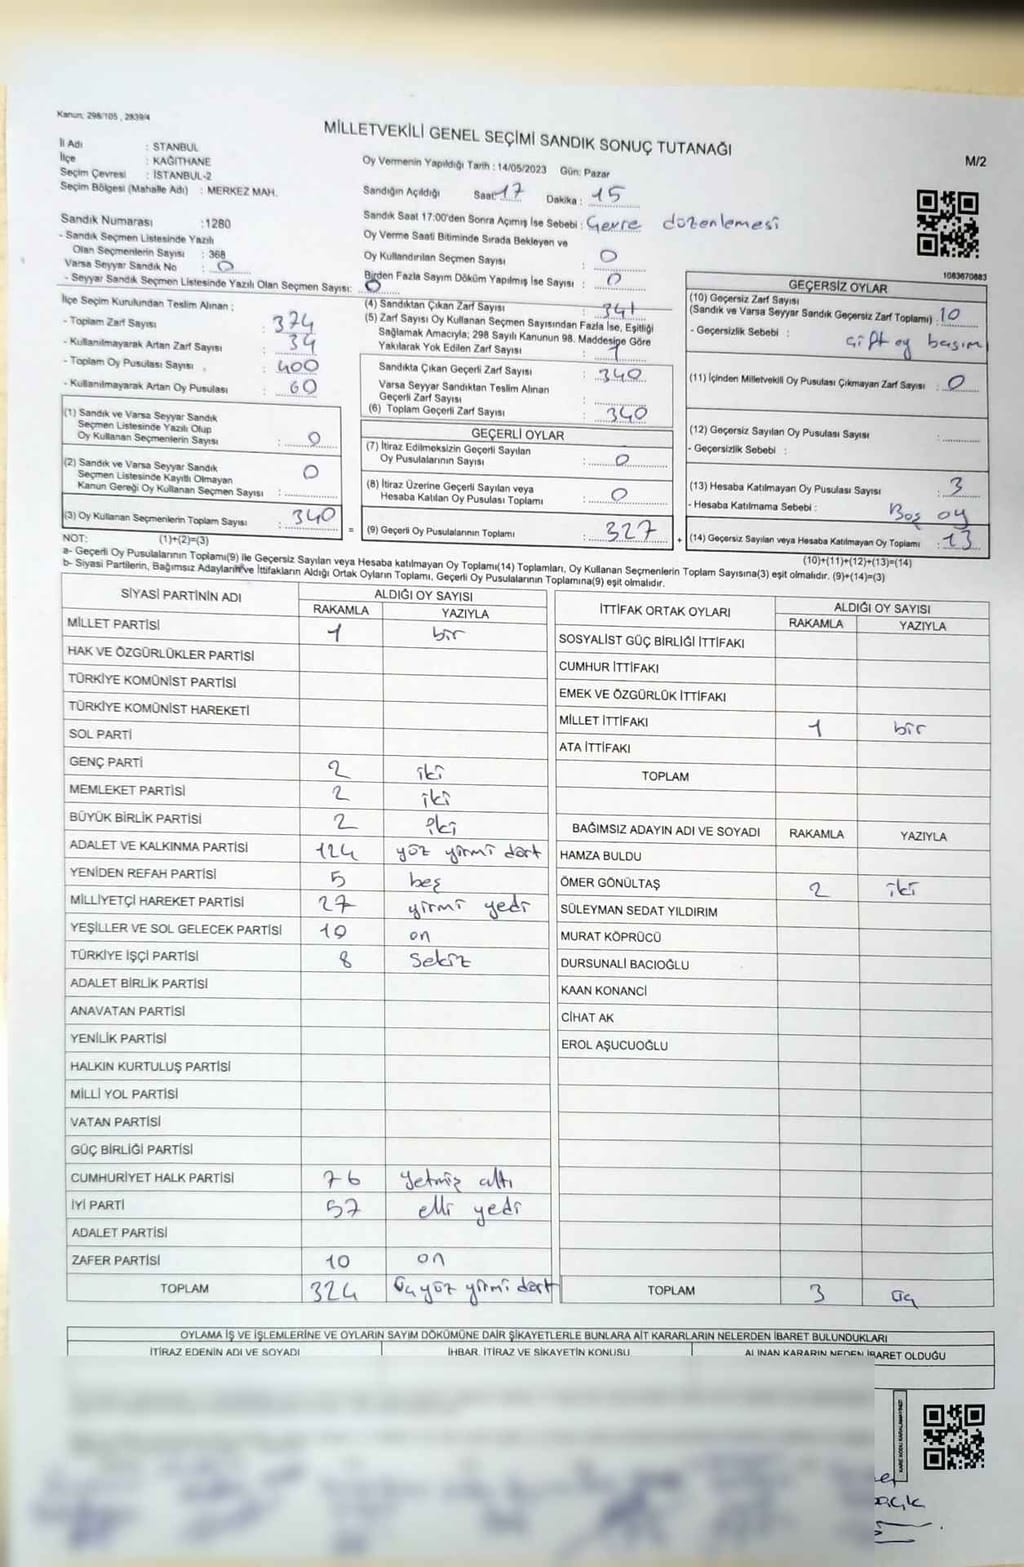 Kanun: 298/105 , 2839/4
MİLLETVEKİLİ GENEL SEÇİMİ SANDIK SONUÇ TUTANAĞI
M/2
İl Adı : STANBUL
İlçe : KAĞITHANE
Seçim Çevresi : İSTANBUL-2
Seçim Bölgesi (Mahalle Adı) : MERKEZ MAH.
Oy Vermenin Yapıldığı Tarih : 14/05/2023 Gün: Pazar
Sandığın Açıldığı Saat: 17 Dakika : 15
Sandık Saat 17:00'den Sonra Açımış İse Sebebi : Çevre düzenlemesi
Oy Verme Saati Bitiminde Sırada Bekleyen ve
Oy Kullandırılan Seçmen Sayısı : 0
Birden Fazla Sayım Döküm Yapılmış İse Sayısı : 0
Sandık Numarası :1280
- Sandık Seçmen Listesinde Yazılı
Olan Seçmenlerin Sayısı : 368
Varsa Seyyar Sandık No : 0
- Seyyar Sandık Seçmen Listesinde Yazılı Olan Seçmen Sayısı: 0
1083670883
İlçe Seçim Kurulundan Teslim Alınan ;
- Toplam Zarf Sayısı : 374
- Kullanılmayarak Artan Zarf Sayısı : 34
- Toplam Oy Pusulası Sayısı : 400
- Kullanılmayarak Artan Oy Pusulası : 60
(1) Sandık ve Varsa Seyyar Sandık
Seçmen Listesinde Yazılı Olup
Oy Kullanan Seçmenlerin Sayısı : 0
(2) Sandık ve Varsa Seyyar Sandık
Seçmen Listesinde Kayıtlı Olmayan
Kanun Gereği Oy Kullanan Seçmen Sayısı : 0
(3) Oy Kullanan Seçmenlerin Toplam Sayısı : 340
(4) Sandıktan Çıkan Zarf Sayısı : 341
(5) Zarf Sayısı Oy Kullanan Seçmen Sayısından Fazla İse, Eşitliği
Sağlamak Amacıyla; 298 Sayılı Kanunun 98. Maddesine Göre
Yakılarak Yok Edilen Zarf Sayısı : 1
Sandıkta Çıkan Geçerli Zarf Sayısı : 340
Varsa Seyyar Sandıktan Teslim Alınan
Geçerli Zarf Sayısı :
(6) Toplam Geçerli Zarf Sayısı : 340
GEÇERLİ OYLAR
(7) İtiraz Edilmeksizin Geçerli Sayılan
Oy Pusulalarının Sayısı : 0
(8) İtiraz Üzerine Geçerli Sayılan veya
Hesaba Katılan Oy Pusulası Toplamı : 0
= (9) Geçerli Oy Pusulalarının Toplamı : 327
GEÇERSİZ OYLAR
(10) Geçersiz Zarf Sayısı
(Sandık ve Varsa Seyyar Sandık Geçersiz Zarf Toplamı) : 10
- Geçersizlik Sebebi : Çift oy basımı
(11) İçinden Milletvekili Oy Pusulası Çıkmayan Zarf Sayısı : 0
(12) Geçersiz Sayılan Oy Pusulası Sayısı :
- Geçersizlik Sebebi :
(13) Hesaba Katılmayan Oy Pusulası Sayısı : 3
- Hesaba Katılmama Sebebi : Boş oy
+ (14) Geçersiz Sayılan veya Hesaba Katılmayan Oy Toplamı : 13
NOT: (1)+(2)=(3)
(10)+(11)+(12)+(13)=(14)
a- Geçerli Oy Pusulalarının Toplamı(9) ile Geçersiz Sayılan veya Hesaba katılmayan Oy Toplamı(14) Toplamları, Oy Kullanan Seçmenlerin Toplam Sayısına(3) eşit olmalıdır. (9)+(14)=(3)
b- Siyasi Partilerin, Bağımsız Adayların ve İttifakların Aldığı Ortak Oyların Toplamı, Geçerli Oy Pusulalarının Toplamına(9) eşit olmalıdır.
SİYASİ PARTİNİN ADI ALDIĞI OY SAYISI
RAKAMLA YAZIYLA
MİLLET PARTİSİ 1 bir
HAK VE ÖZGÜRLÜKLER PARTİSİ
TÜRKİYE KOMÜNİST PARTİSİ
TÜRKİYE KOMÜNİST HAREKETİ
SOL PARTİ
GENÇ PARTİ 2 iki
MEMLEKET PARTİSİ 2 iki
BÜYÜK BİRLİK PARTİSİ 2 iki
ADALET VE KALKINMA PARTİSİ 124 yüz yirmi dört
YENİDEN REFAH PARTİSİ 5 beş
MİLLİYETÇİ HAREKET PARTİSİ 27 yirmi yedi
YEŞİLLER VE SOL GELECEK PARTİSİ 10 on
TÜRKİYE İŞÇİ PARTİSİ 8 sekiz
ADALET BİRLİK PARTİSİ
ANAVATAN PARTİSİ
YENİLİK PARTİSİ
HALKIN KURTULUŞ PARTİSİ
MİLLİ YOL PARTİSİ
VATAN PARTİSİ
GÜÇ BİRLİĞİ PARTİSİ
CUMHURİYET HALK PARTİSİ 76 yetmiş altı
İYİ PARTİ 57 elli yedi
ADALET PARTİSİ
ZAFER PARTİSİ 10 on
TOPLAM 324 üçyüz yirmi dört
İTTİFAK ORTAK OYLARI ALDIĞI OY SAYISI
RAKAMLA YAZIYLA
SOSYALİST GÜÇ BİRLİĞİ İTTİFAKI
CUMHUR İTTİFAKI
EMEK VE ÖZGÜRLÜK İTTİFAKI
MİLLET İTTİFAKI 1 bir
ATA İTTİFAKI
TOPLAM
BAĞIMSIZ ADAYIN ADI VE SOYADI RAKAMLA YAZIYLA
HAMZA BULDU
ÖMER GÖNÜLTAŞ 2 iki
SÜLEYMAN SEDAT YILDIRIM
MURAT KÖPRÜCÜ
DURSUNALİ BACIOĞLU
KAAN KONANCİ
CİHAT AK
EROL AŞUCUOĞLU
TOPLAM 3 üç
OYLAMA İŞ VE İŞLEMLERİNE VE OYLARIN SAYIM DÖKÜMÜNE DAİR ŞİKAYETLERLE BUNLARA AİT KARARLARIN NELERDEN İBARET BULUNDUKLARI
İTİRAZ EDENİN ADI VE SOYADI İHBAR, İTİRAZ VE ŞİKAYETİN KONUSU ALINAN KARARIN NEDEN İBARET OLDUĞU
KARE KODU KARALAMAYINIZ!